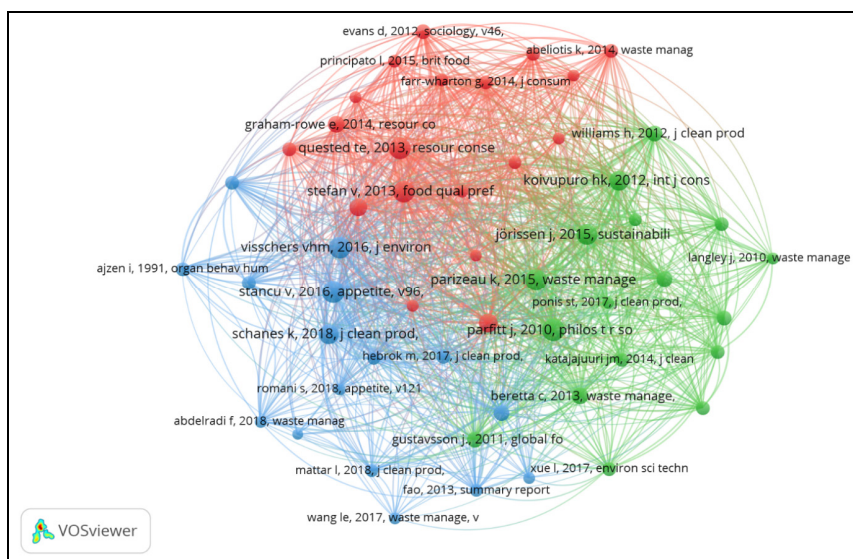 evans d, 2012, sociology, v46,
abeliotis k, 2014, waste manag
principato l, 2015, brit food
farr-wharton g, 2014, j consum
graham-rowe e, 2014, resour co
williams h, 2012, j clean prod
quested te, 2013, resour conse
koivupuro hk, 2012, int j cons
stefan v, 2013, food qual pref
jörissen j, 2015, sustainabili
visschers vhm, 2016, j environ
langley j, 2010, waste manage
ajzen i, 1991, organ behav hum
parizeau k, 2015, waste manage
stancu v, 2016, appetite, v96,
ponis st, 2017, j clean prod,
schanes k, 2018, j clean prod,
parfitt j, 2010, philos t r so
hebrok m, 2017, j clean prod,
katajajuuri jm, 2014, j clean
romani s, 2018, appetite, v121
beretta c, 2013, waste manage,
abdelradi f, 2018, waste manag
gustavsson j., 2011, global fo
mattar l, 2018, j clean prod,
xue l, 2017, environ sci techn
fao, 2013, summary report
wang le, 2017, waste manage, v
VOSviewer